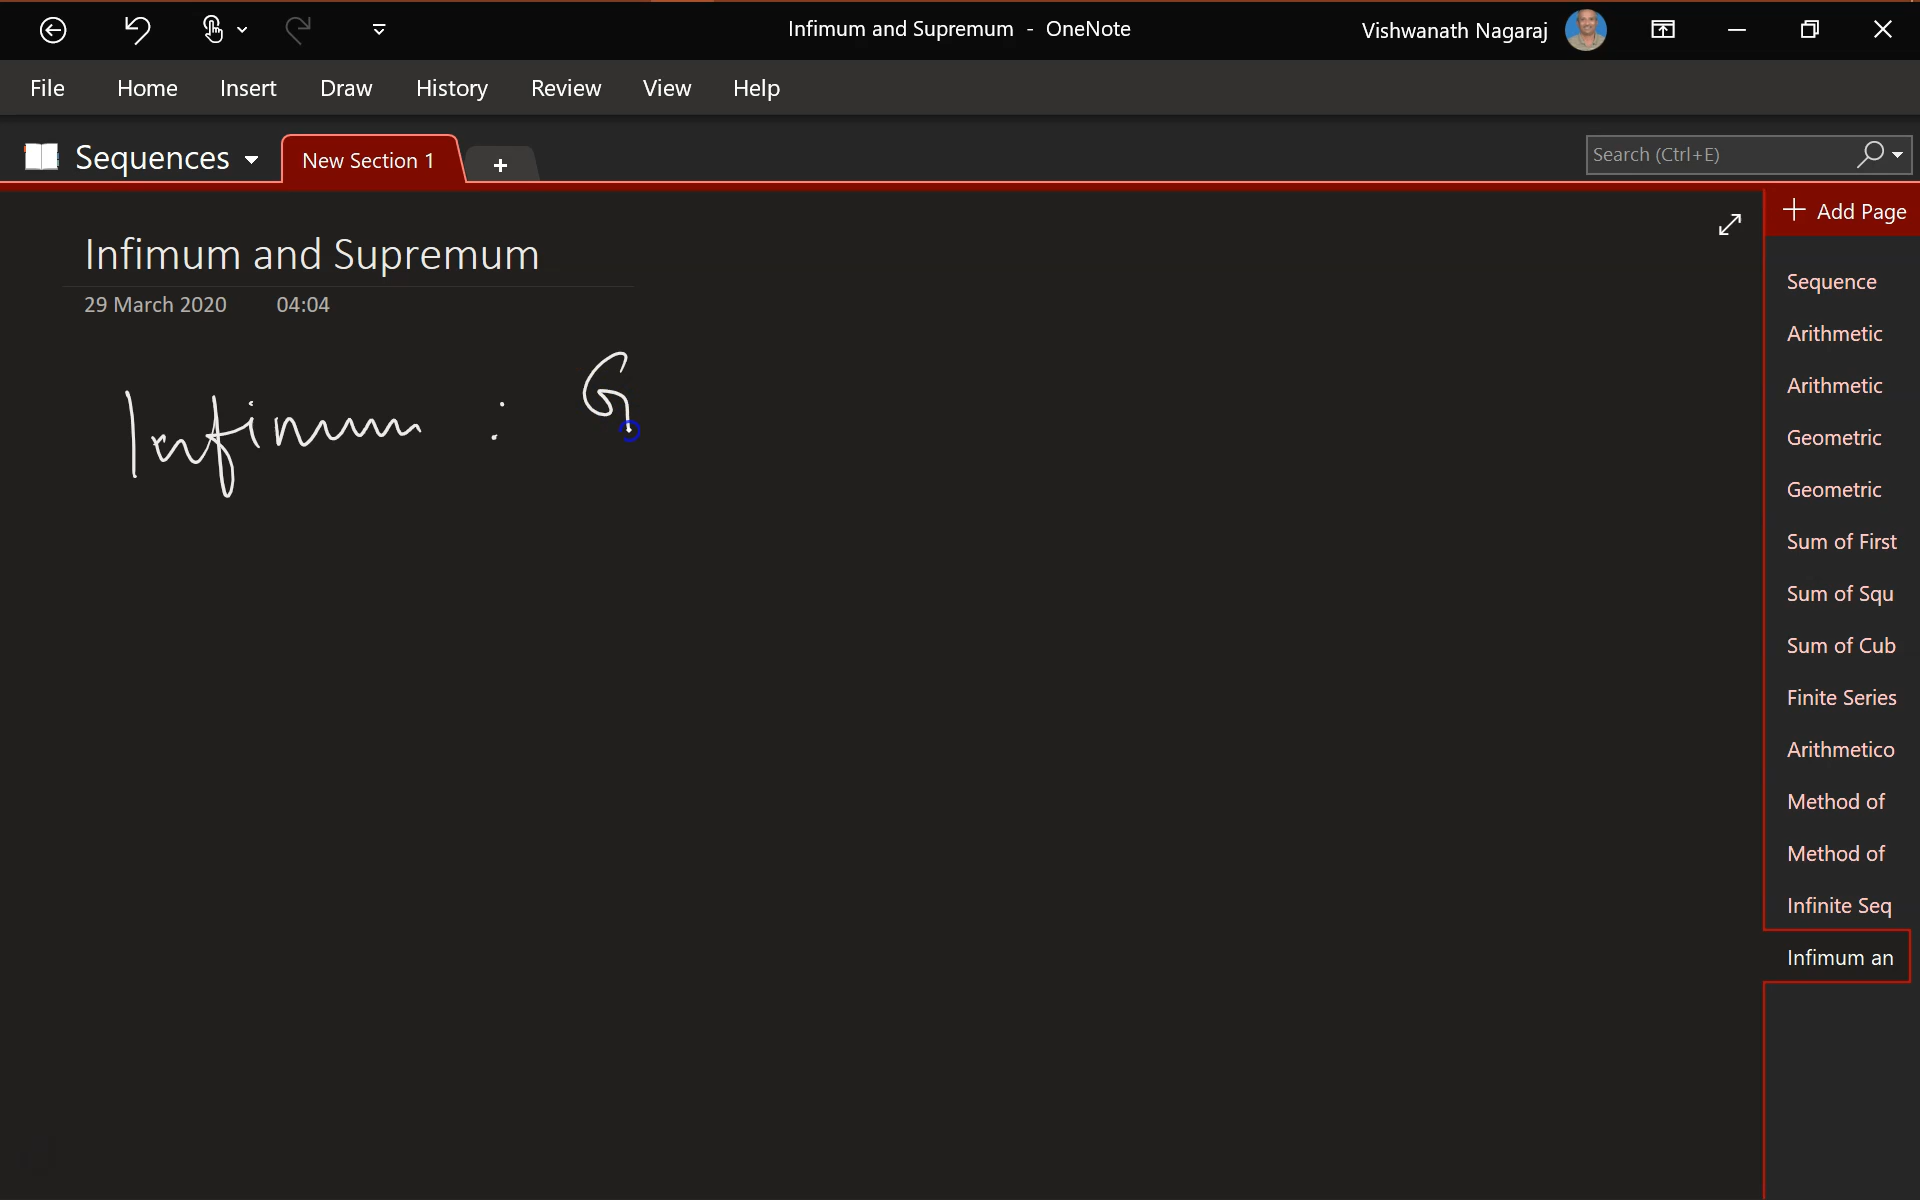 Infimum and Supremum - OneNote
Vishwanath Nagaraj
File Home Insert Draw History Review View Help
Sequences
New Section 1
+
Search (Ctrl+E)
Add Page
Infimum and Supremum
29 March 2020 04:04
Infimum : G
Sequence
Arithmetic
Arithmetic
Geometric
Geometric
Sum of First
Sum of Squ
Sum of Cub
Finite Series
Arithmetico
Method of
Method of
Infinite Seq
Infimum an